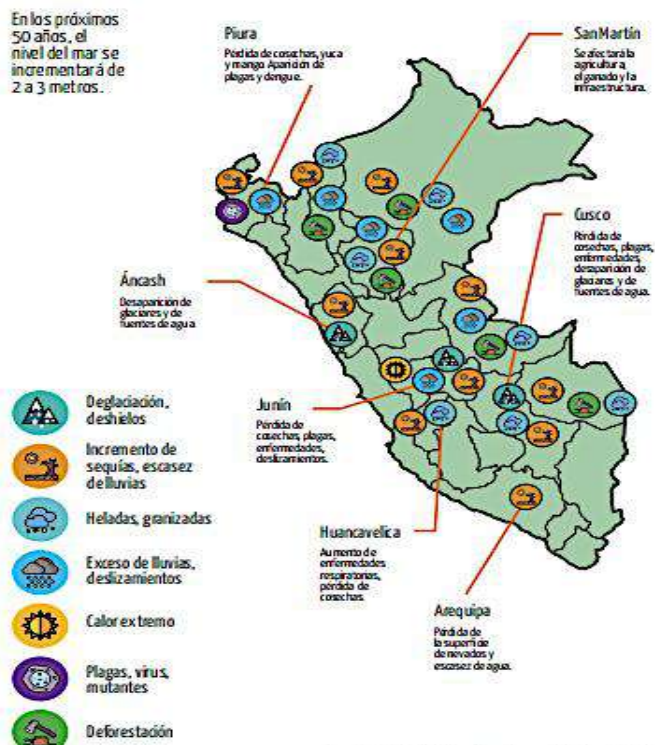 En los próximos
50 años, el
nivel del mar se
incrementará de
2 a 3 metros.
Piura
Pérdida de cosechas, yuca
y mango. Aparición de
plagas y dengue.
San Martín
Se afectará la
agricultura,
el ganado y la
infraestructura.
Cusco
Pérdida de
cosechas, plagas,
enfermedades,
desaparición de
glaciares y de
fuentes de agua.
Áncash
Desaparición de
glaciares y de
fuentes de agua
Junín
Pérdida de
cosechas, plagas,
enfermedades,
deslizamientos.
Huancavelica
Aumento de
enfermedades
respiratorias,
pérdida de
cosechas.
Arequipa
Pérdida de
la superficie
de nevados y
escasez de agua.
Deglaciación,
deshielos
Incremento de
sequías, escasez
de lluvias
Heladas, granizadas
Exceso de lluvias,
deslizamientos
Calor extremo
Plagas, virus,
mutantes
Deforestación